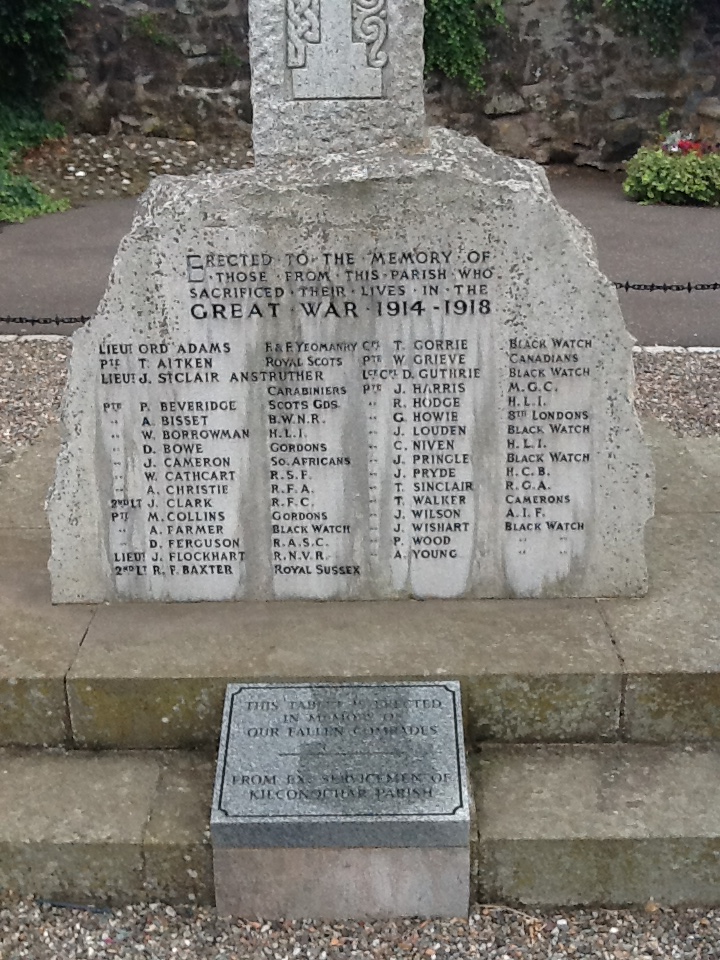 ERECTED · TO · THE · MEMORY · OF
· THOSE · FROM · THIS · PARISH · WHO ·
SACRIFICED · THEIR · LIVES · IN · THE
GREAT · WAR · 1914 - 1918
LIEUT ORD ADAMS F.& F. YEOMANRY
PTE T. AITKEN ROYAL SCOTS
LIEUT J. ST CLAIR ANSTRUTHER
CARABINIERS
PTE P. BEVERIDGE SCOTS GDS.
" A. BISSET B.W.N.R.
" W. BORROWMAN H.L.I.
" D. BOWE GORDONS
" J. CAMERON SO. AFRICANS
" W. CATHCART R.S.F.
" A. CHRISTIE R.F.A.
2ND LT J. CLARK R.F.C.
PTE M. COLLINS GORDONS
" A. FARMER BLACK WATCH
" D. FERGUSON R.A.S.C.
LIEUT J. FLOCKHART R.N.V.R.
2ND LT R. F. BAXTER ROYAL SUSSEX
CPL T. GORRIE BLACK WATCH
PTE W. GRIEVE CANADIANS
LCE CPL D. GUTHRIE BLACK WATCH
PTE J. HARRIS M.G.C.
" R. HODGE H.L.I.
" G. HOWIE 8TH LONDONS
" J. LOUDEN BLACK WATCH
" C. NIVEN H.L.I.
" J. PRINGLE BLACK WATCH
" J. PRYDE H.C.B.
" T. SINCLAIR R.G.A.
" T. WALKER CAMERONS
" J. WILSON A.I.F.
" J. WISHART BLACK WATCH
" P. WOOD " "
" A. YOUNG " "
THIS TABLET IS ERECTED
IN MEMORY OF
OUR FALLEN COMRADES
FROM EX-SERVICEMEN OF
KILCONQUHAR PARISH